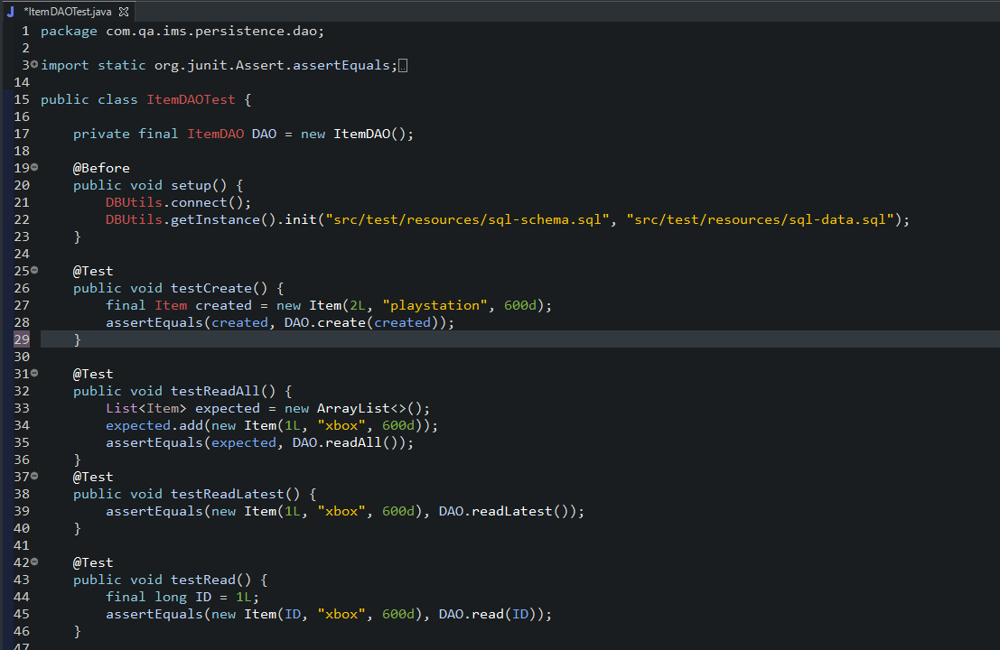 J *ItemDAOTest.java
1 package com.qa.ims.persistence.dao;
2
3 import static org.junit.Assert.assertEquals;
14
15 public class ItemDAOTest {
16
17     private final ItemDAO DAO = new ItemDAO();
18
19     @Before
20     public void setup() {
21         DBUtils.connect();
22         DBUtils.getInstance().init("src/test/resources/sql-schema.sql", "src/test/resources/sql-data.sql");
23     }
24
25     @Test
26     public void testCreate() {
27         final Item created = new Item(2L, "playstation", 600d);
28         assertEquals(created, DAO.create(created));
29     }
30
31     @Test
32     public void testReadAll() {
33         List<Item> expected = new ArrayList<>();
34         expected.add(new Item(1L, "xbox", 600d));
35         assertEquals(expected, DAO.readAll());
36     }
37     @Test
38     public void testReadLatest() {
39         assertEquals(new Item(1L, "xbox", 600d), DAO.readLatest());
40     }
41
42     @Test
43     public void testRead() {
44         final long ID = 1L;
45         assertEquals(new Item(ID, "xbox", 600d), DAO.read(ID));
46     }
47